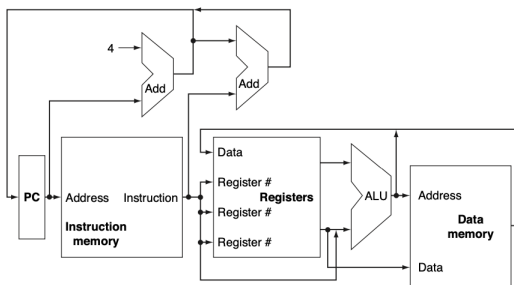 4
Add
Add
PC
Address
Instruction
Instruction
memory
Data
Register #
Registers
Register #
Register #
ALU
Address
Data
memory
Data